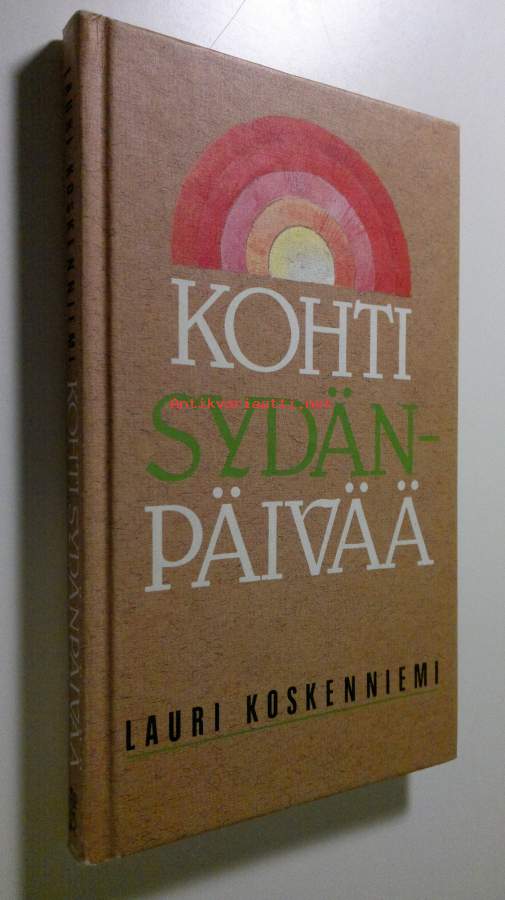 KOHTI
SYDÄN-
PÄIVÄÄ
LAURI KOSKENNIEMI
LAURI KOSKENNIEMI KOHTI SYDÄNPÄIVÄÄ
Antikvariaatti.net